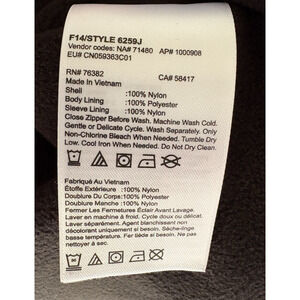 F14/STYLE 6259J
Vendor codes: NA# 71480 AP# 1000908
EU# CN059363C01
RN# 76382 CA# 58417
Made In Vietnam
Shell :100% Nylon
Body Lining :100% Polyester
Sleeve Lining :100% Nylon
Close Zipper Before Wash. Machine Wash Cold.
Gentle or Delicate Cycle. Wash Separately. Only
Non-Chlorine Bleach When Needed. Tumble Dry
Low. Cool Iron When Needed. Do Not Dry Clean.
Fabriqué Au Vietnam
Étoffe Extérieure :100% Nylon
Doublure Du Corps:100% Polyester
Doublure Manche :100% Nylon
Fermer Les Fermetures Éclair Avant Lavage.
Laver en machine à froid. Cycle doux ou délicat.
Laver séparément. Agent blanchissant non
décolorant uniquement si besoin. Sèche-linge
basse température. Fer tiède si besoin. Ne pas
nettoyer à sec.